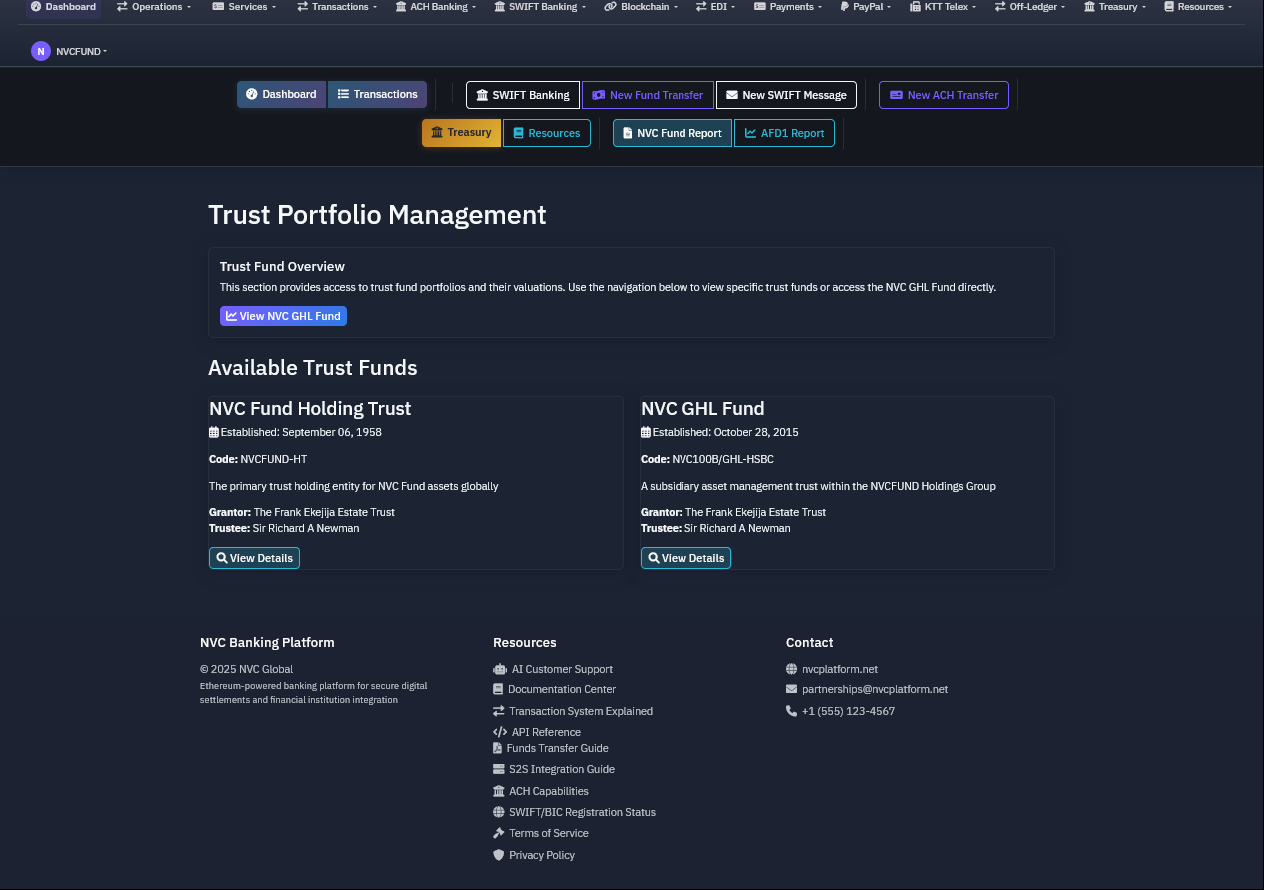 Dashboard Operations Services Transactions ACH Banking SWIFT Banking Blockchain EDI Payments PayPal KTT Telex Off-Ledger Treasury Resources
N NVCFUND
Dashboard Transactions SWIFT Banking New Fund Transfer New SWIFT Message New ACH Transfer
Treasury Resources NVC Fund Report AFD1 Report
Trust Portfolio Management
Trust Fund Overview
This section provides access to trust fund portfolios and their valuations. Use the navigation below to view specific trust funds or access the NVC GHL Fund directly.
View NVC GHL Fund
Available Trust Funds
NVC Fund Holding Trust
Established: September 06, 1958
Code: NVCFUND-HT
The primary trust holding entity for NVC Fund assets globally
Grantor: The Frank Ekejija Estate Trust
Trustee: Sir Richard A Newman
View Details
NVC GHL Fund
Established: October 28, 2015
Code: NVC100B/GHL-HSBC
A subsidiary asset management trust within the NVCFUND Holdings Group
Grantor: The Frank Ekejija Estate Trust
Trustee: Sir Richard A Newman
View Details
NVC Banking Platform
© 2025 NVC Global
Ethereum-powered banking platform for secure digital
settlements and financial institution integration
Resources
AI Customer Support
Documentation Center
Transaction System Explained
API Reference
Funds Transfer Guide
S2S Integration Guide
ACH Capabilities
SWIFT/BIC Registration Status
Terms of Service
Privacy Policy
Contact
nvcplatform.net
partnerships@nvcplatform.net
+1 (555) 123-4567